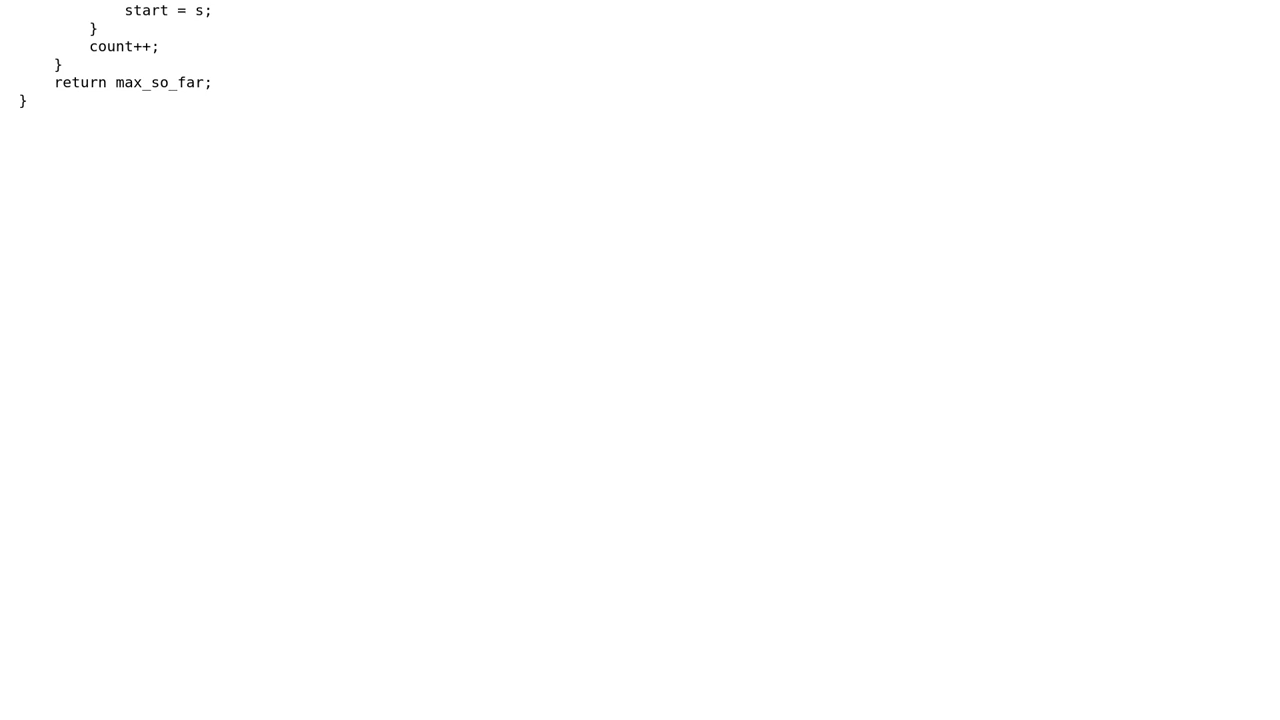 start = s;
        }
        count++;
    }
    return max_so_far;
}